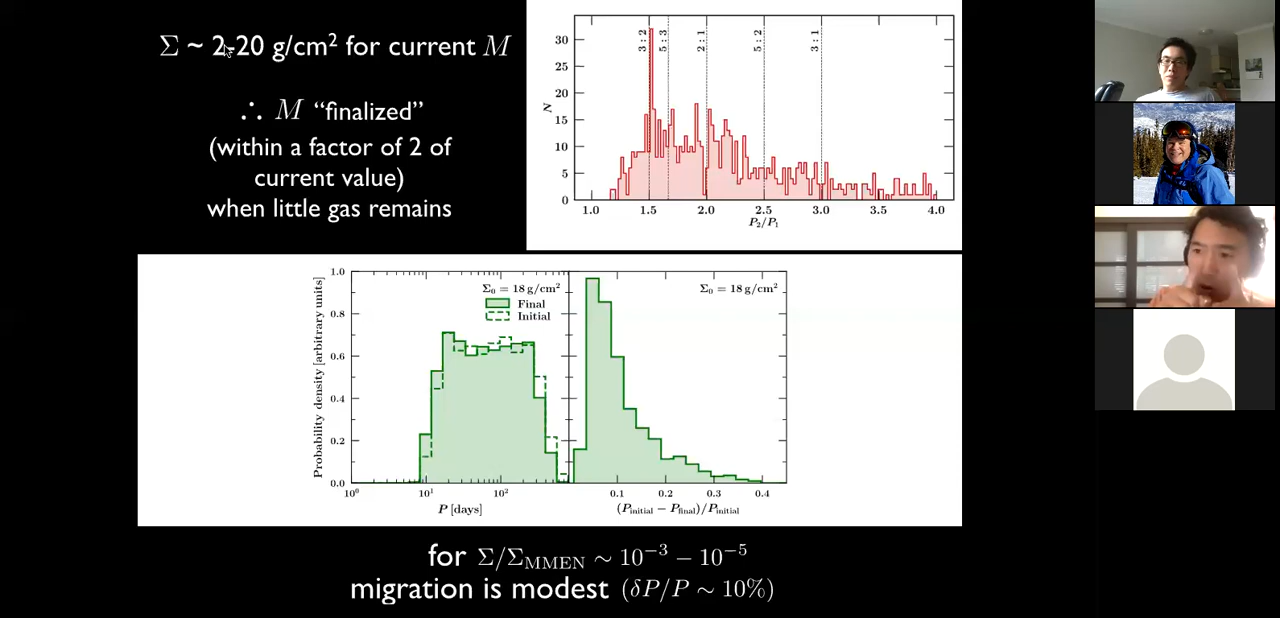 Σ ~ 2-20 g/cm² for current M
∴ M “finalized”
(within a factor of 2 of
current value)
when little gas remains
30
25
20
15
10
5
0
N
3 : 2
5 : 3
2 : 1
5 : 2
3 : 1
1.0 1.5 2.0 2.5 3.0 3.5 4.0
P₂/P₁
Probability density [arbitrary units]
1.0
0.8
0.6
0.4
0.2
0.0
Σ₀ = 18 g/cm²
Final
Initial
10⁰ 10¹ 10²
P [days]
Σ₀ = 18 g/cm²
0.1 0.2 0.3 0.4
(P_initial − P_final)/P_initial
for Σ/Σ_MMEN ∼ 10⁻³ − 10⁻⁵
migration is modest (δP/P ∼ 10%)